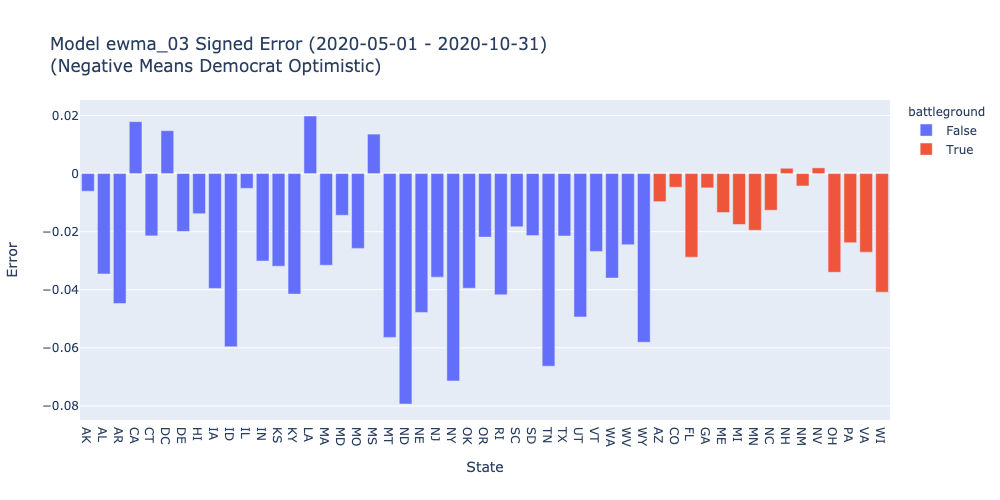 Model ewma_03 Signed Error (2020-05-01 - 2020-10-31)
(Negative Means Democrat Optimistic)
battleground
False
True
Error
0.02
0
−0.02
−0.04
−0.06
−0.08
AK AL AR CA CT DC DE HI IA ID IL IN KS KY LA MA MD MO MS MT ND NE NJ NY OK OR RI SC SD TN TX UT VT WA WV WY AZ CO FL GA ME MI MN NC NH NM NV OH PA VA WI
State